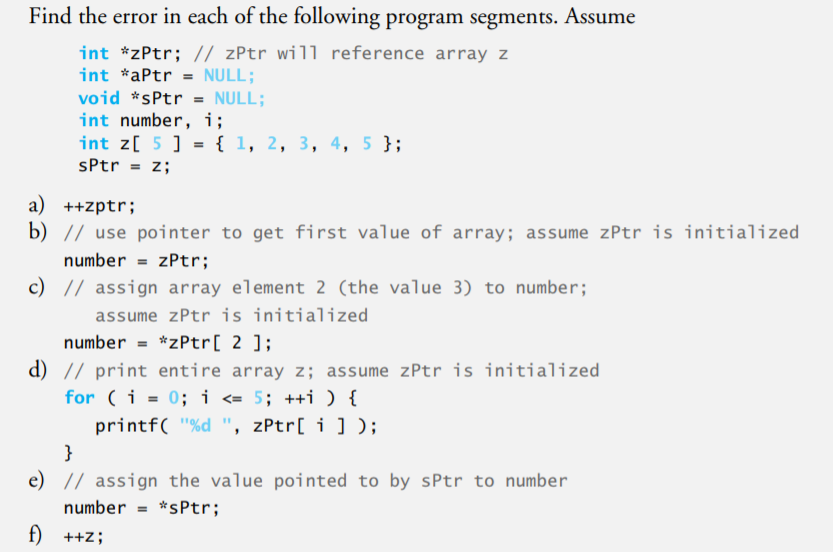 Find the error in each of the following program segments. Assume
int *zPtr; // zPtr will reference array z
int *aPtr = NULL;
void *sPtr = NULL;
int number, i;
int z[ 5 ] = { 1, 2, 3, 4, 5 };
sPtr = z;
a) ++zptr;
b) // use pointer to get first value of array; assume zPtr is initialized
number = zPtr;
c) // assign array element 2 (the value 3) to number;
assume zPtr is initialized
number = *zPtr[ 2 ];
d) // print entire array z; assume zPtr is initialized
for ( i = 0; i <= 5; ++i ) {
printf( "%d ", zPtr[ i ] );
}
e) // assign the value pointed to by sPtr to number
number = *sPtr;
f) ++z;